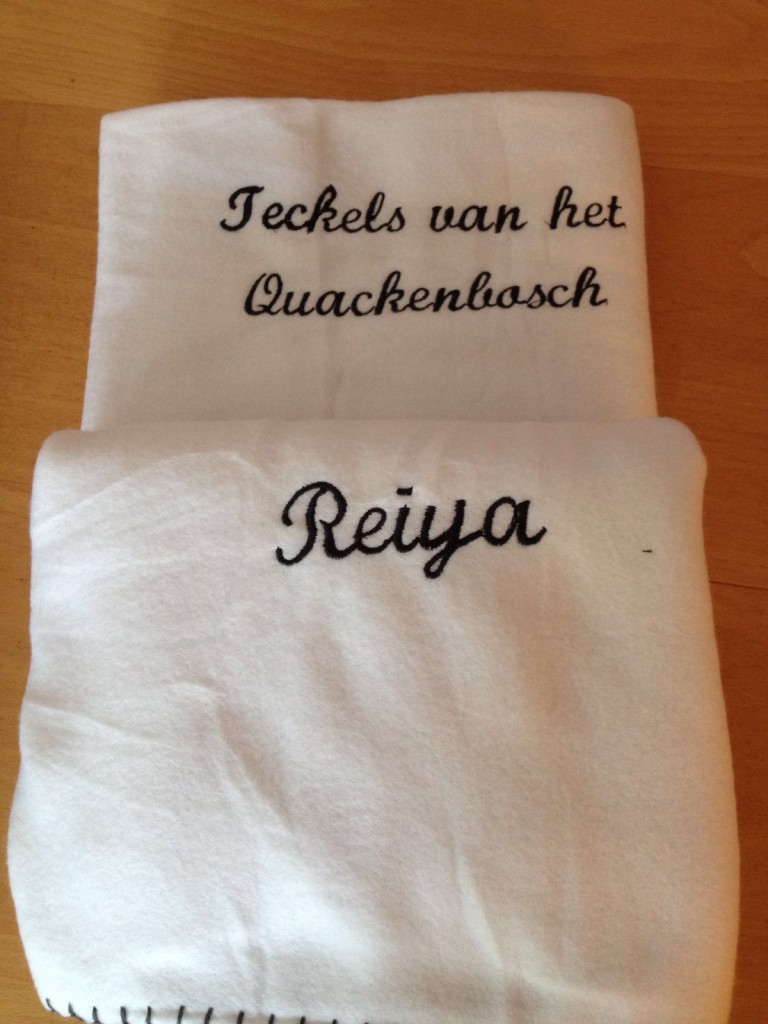 Teckels van het
Quackenbosch
Reiya